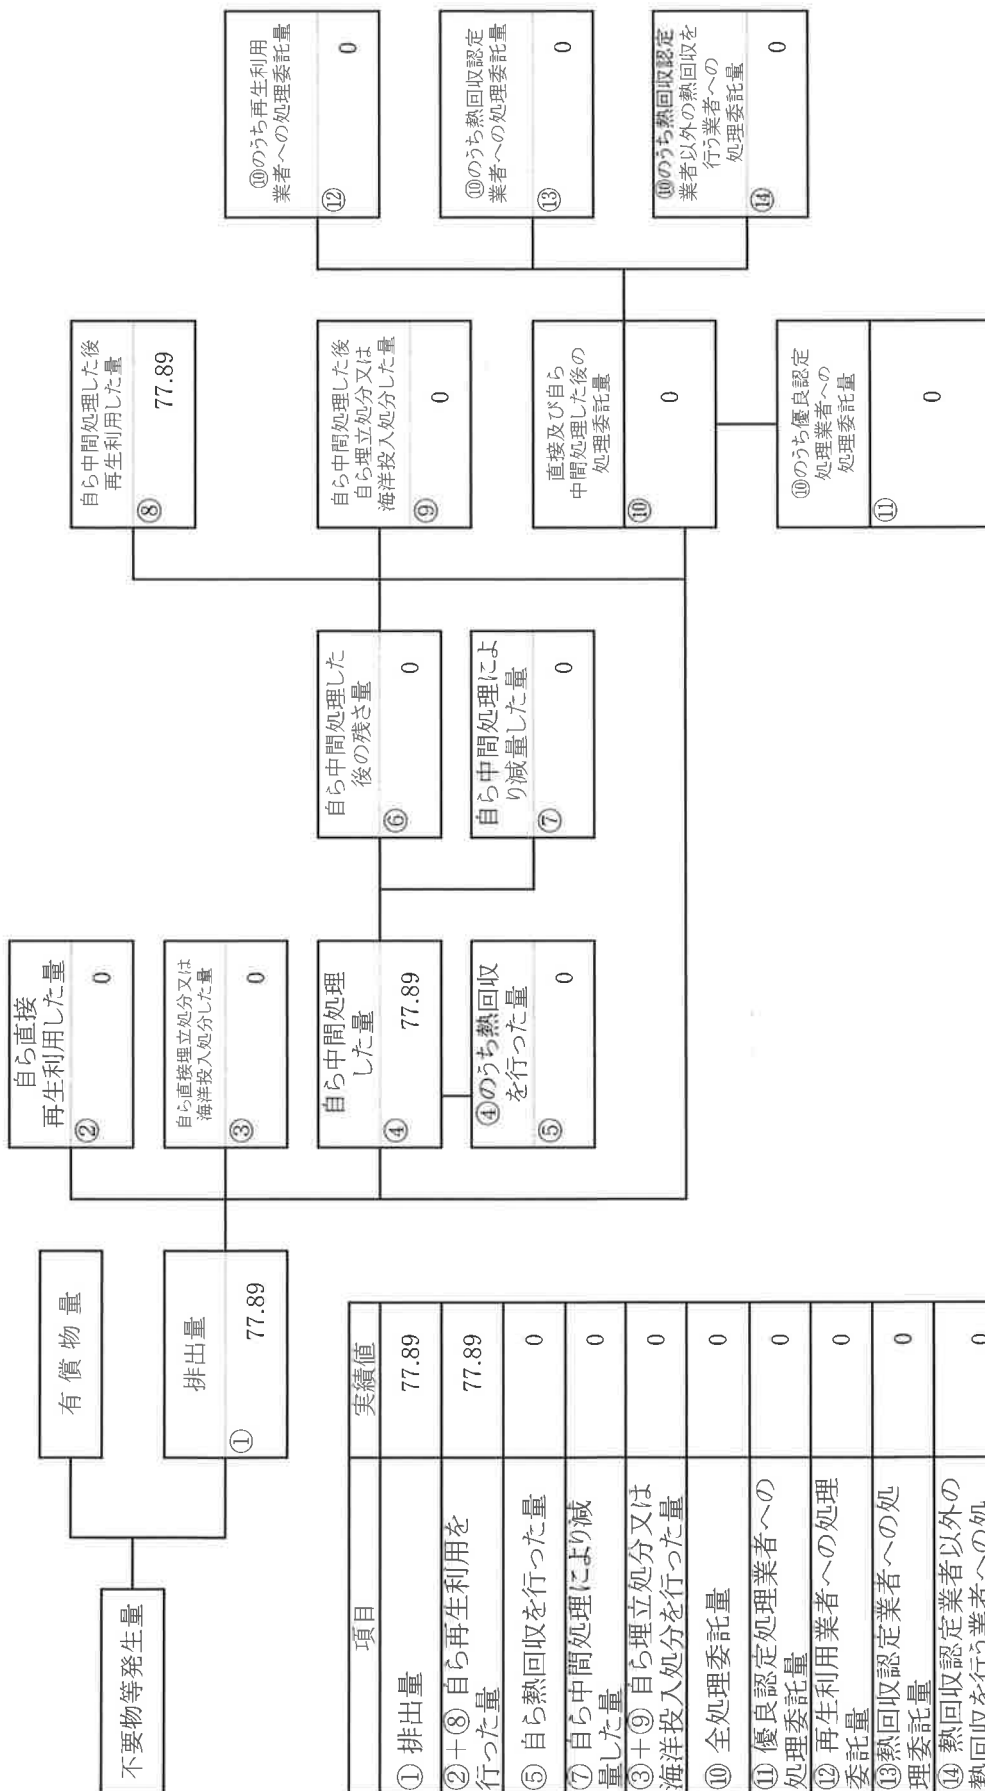 不要物等発生量
有償物量
排出量
①
77.89
自ら直接
再生利用した量
②
0
自ら直接埋立処分又は
海洋投入処分した量
③
0
自ら中間処理
した量
④
77.89
④のうち熱回収
を行った量
⑤
0
自ら中間処理した
後の残さ量
⑥
0
自ら中間処理によ
り減量した量
⑦
0
自ら中間処理した後
再生利用した量
⑧
77.89
自ら中間処理した後
自ら埋立処分又は
海洋投入処分した量
⑨
0
直接及び自ら
中間処理した後の
処理委託量
⑩
0
⑩のうち優良認定
処理業者への
処理委託量
⑪
0
⑩のうち再生利用
業者への処理委託量
⑫
0
⑩のうち熱回収認定
業者への処理委託量
⑬
0
⑩のうち熱回収認定
業者以外の熱回収を
行う業者への
処理委託量
⑭
0
項目 実績値
① 排出量 77.89
②+⑧ 自ら再生利用を
行った量 77.89
⑤ 自ら熱回収を行った量 0
⑦ 自ら中間処理により減
量した量 0
③+⑨ 自ら埋立処分又は
海洋投入処分を行った量 0
⑩ 全処理委託量 0
⑪ 優良認定処理業者への
処理委託量 0
⑫ 再生利用業者への処理
委託量 0
⑬熱回収認定業者への処
理委託量 0
⑭ 熱回収認定業者以外の
熱回収を行う業者への処 0